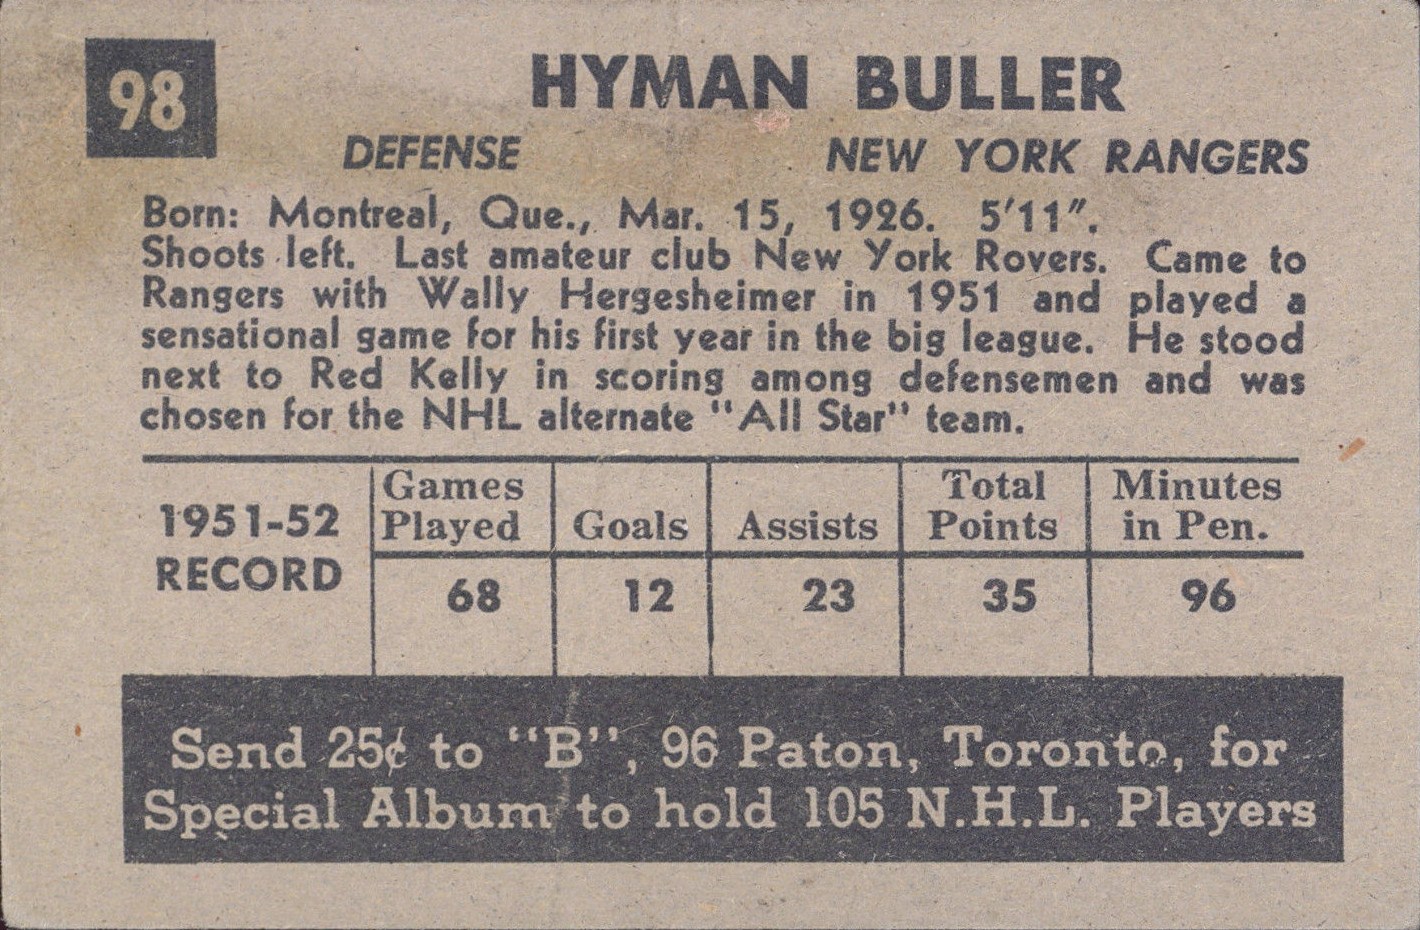 98
HYMAN BULLER
DEFENSE NEW YORK RANGERS
Born: Montreal, Que., Mar. 15, 1926. 5'11".
Shoots left. Last amateur club New York Rovers. Came to
Rangers with Wally Hergesheimer in 1951 and played a
sensational game for his first year in the big league. He stood
next to Red Kelly in scoring among defensemen and was
chosen for the NHL alternate "All Star" team.
1951-52 RECORD
Games Played Goals Assists Total Points Minutes in Pen.
68 12 23 35 96
Send 25¢ to "B", 96 Paton, Toronto, for
Special Album to hold 105 N.H.L. Players